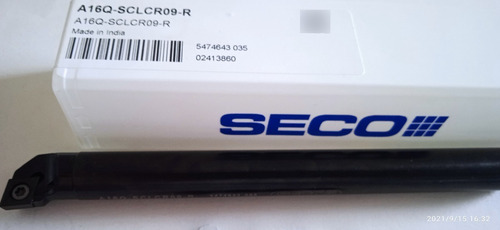 A16Q-SCLCR09-R
A16Q-SCLCR09-R
Made in India
5474643 035
02413860
SECO
2021/9/15 16:32